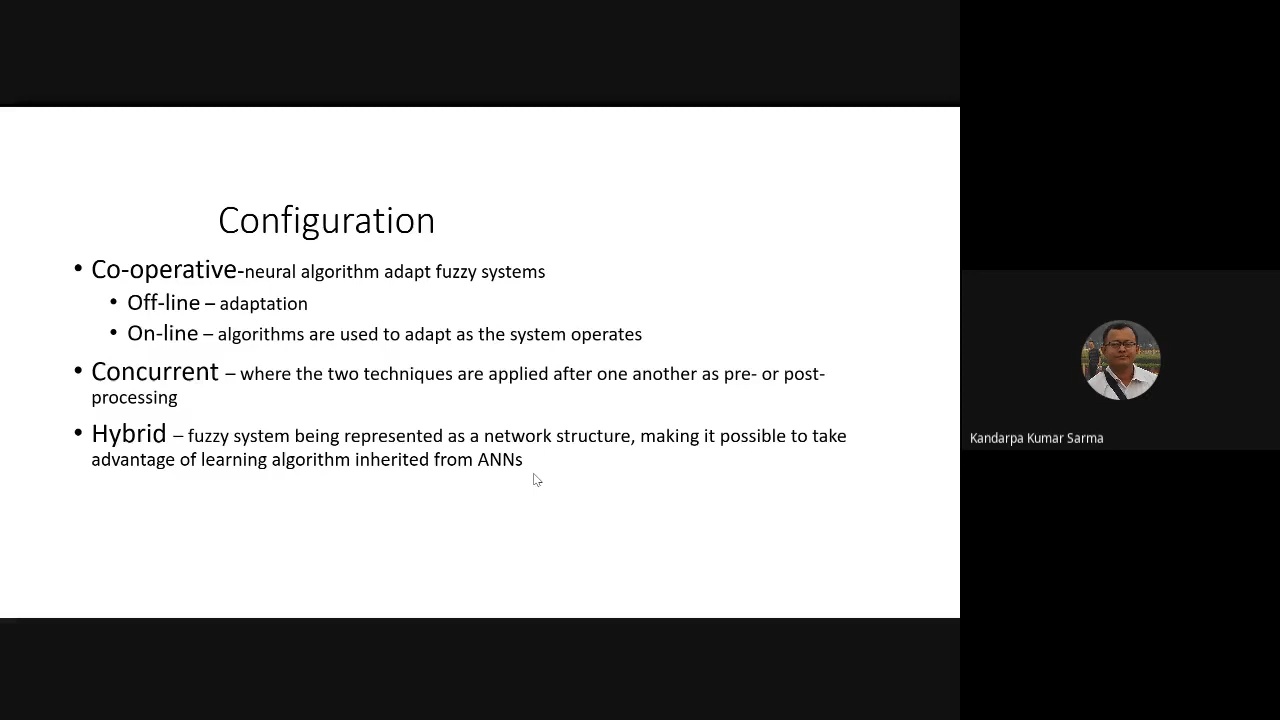 Configuration
• Co-operative-neural algorithm adapt fuzzy systems
• Off-line – adaptation
• On-line – algorithms are used to adapt as the system operates
• Concurrent – where the two techniques are applied after one another as pre- or post-
processing
• Hybrid – fuzzy system being represented as a network structure, making it possible to take
advantage of learning algorithm inherited from ANNs
Kandarpa Kumar Sarma